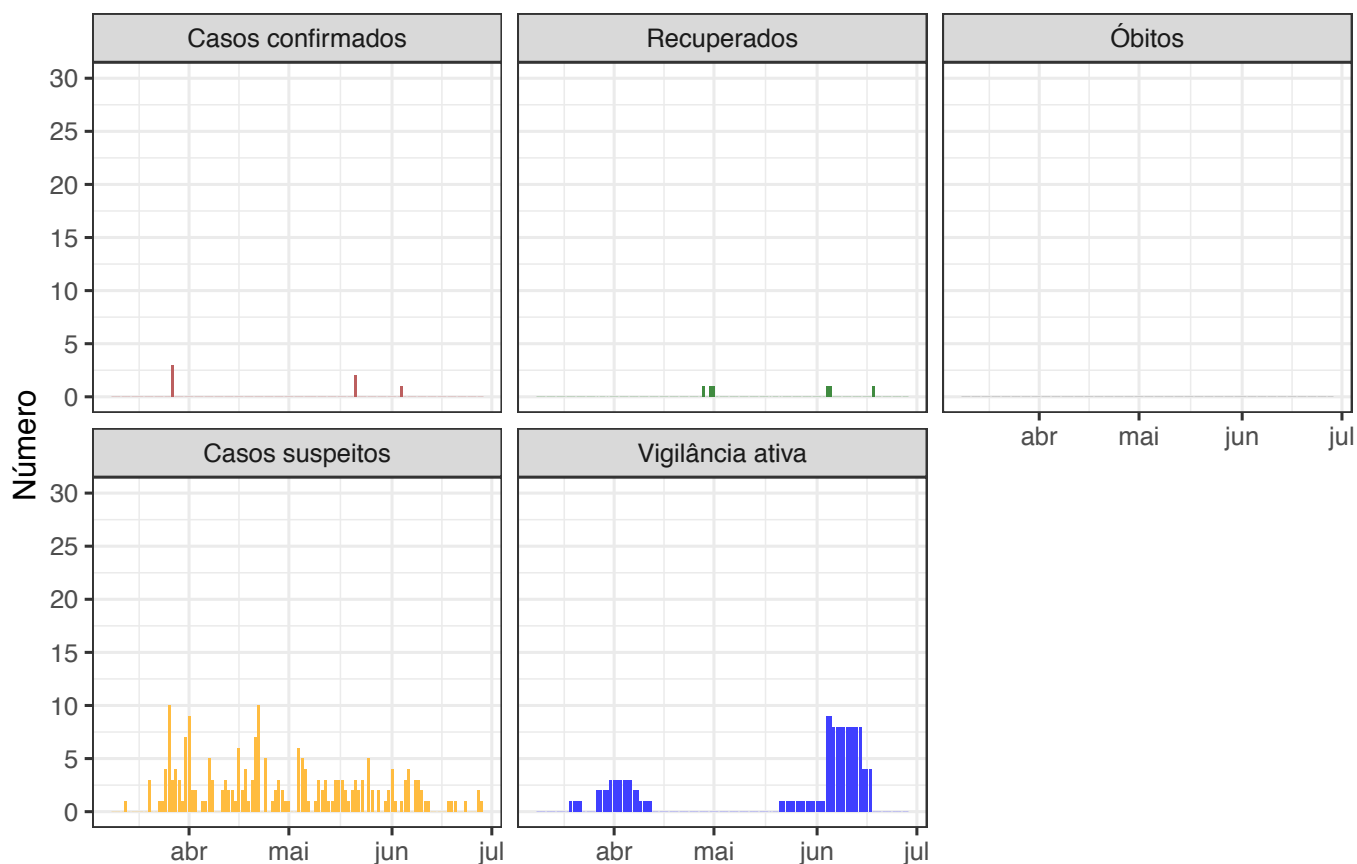 Casos confirmados
Recuperados
Óbitos
30
25
20
15
10
5
0
abr mai jun jul
Número
Casos suspeitos
Vigilância ativa
30
25
20
15
10
5
0
abr mai jun jul
abr mai jun jul